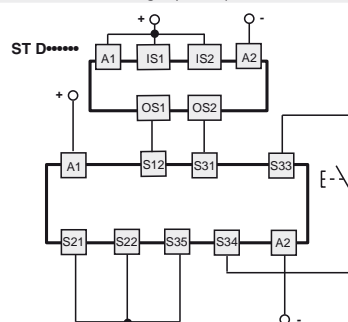 + -
ST D••••••
A1 IS1 IS2 A2
OS1 OS2
+
A1 S12 S31 S33
S21 S22 S35 S34 A2
-